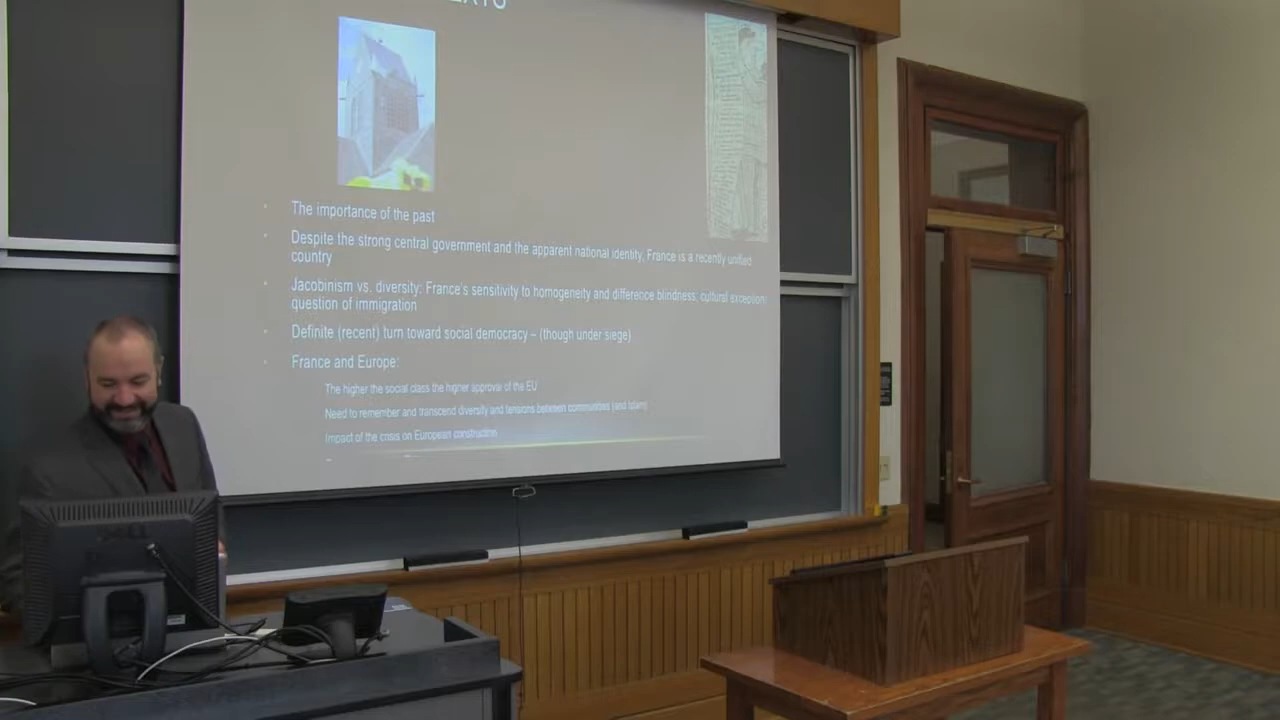 The importance of the past
Despite the strong central government and the apparent national identity, France is a recently unified
country
Jacobinism vs. diversity: France's sensitivity to homogeneity and difference blindness; cultural exception;
question of immigration
Definite (recent) turn toward social democracy – (though under siege)
France and Europe:
The higher the social class the higher approval of the EU
Need to remember and transcend diversity and tensions between communities (and Islam)
Impact of the crisis on European construction
DELL